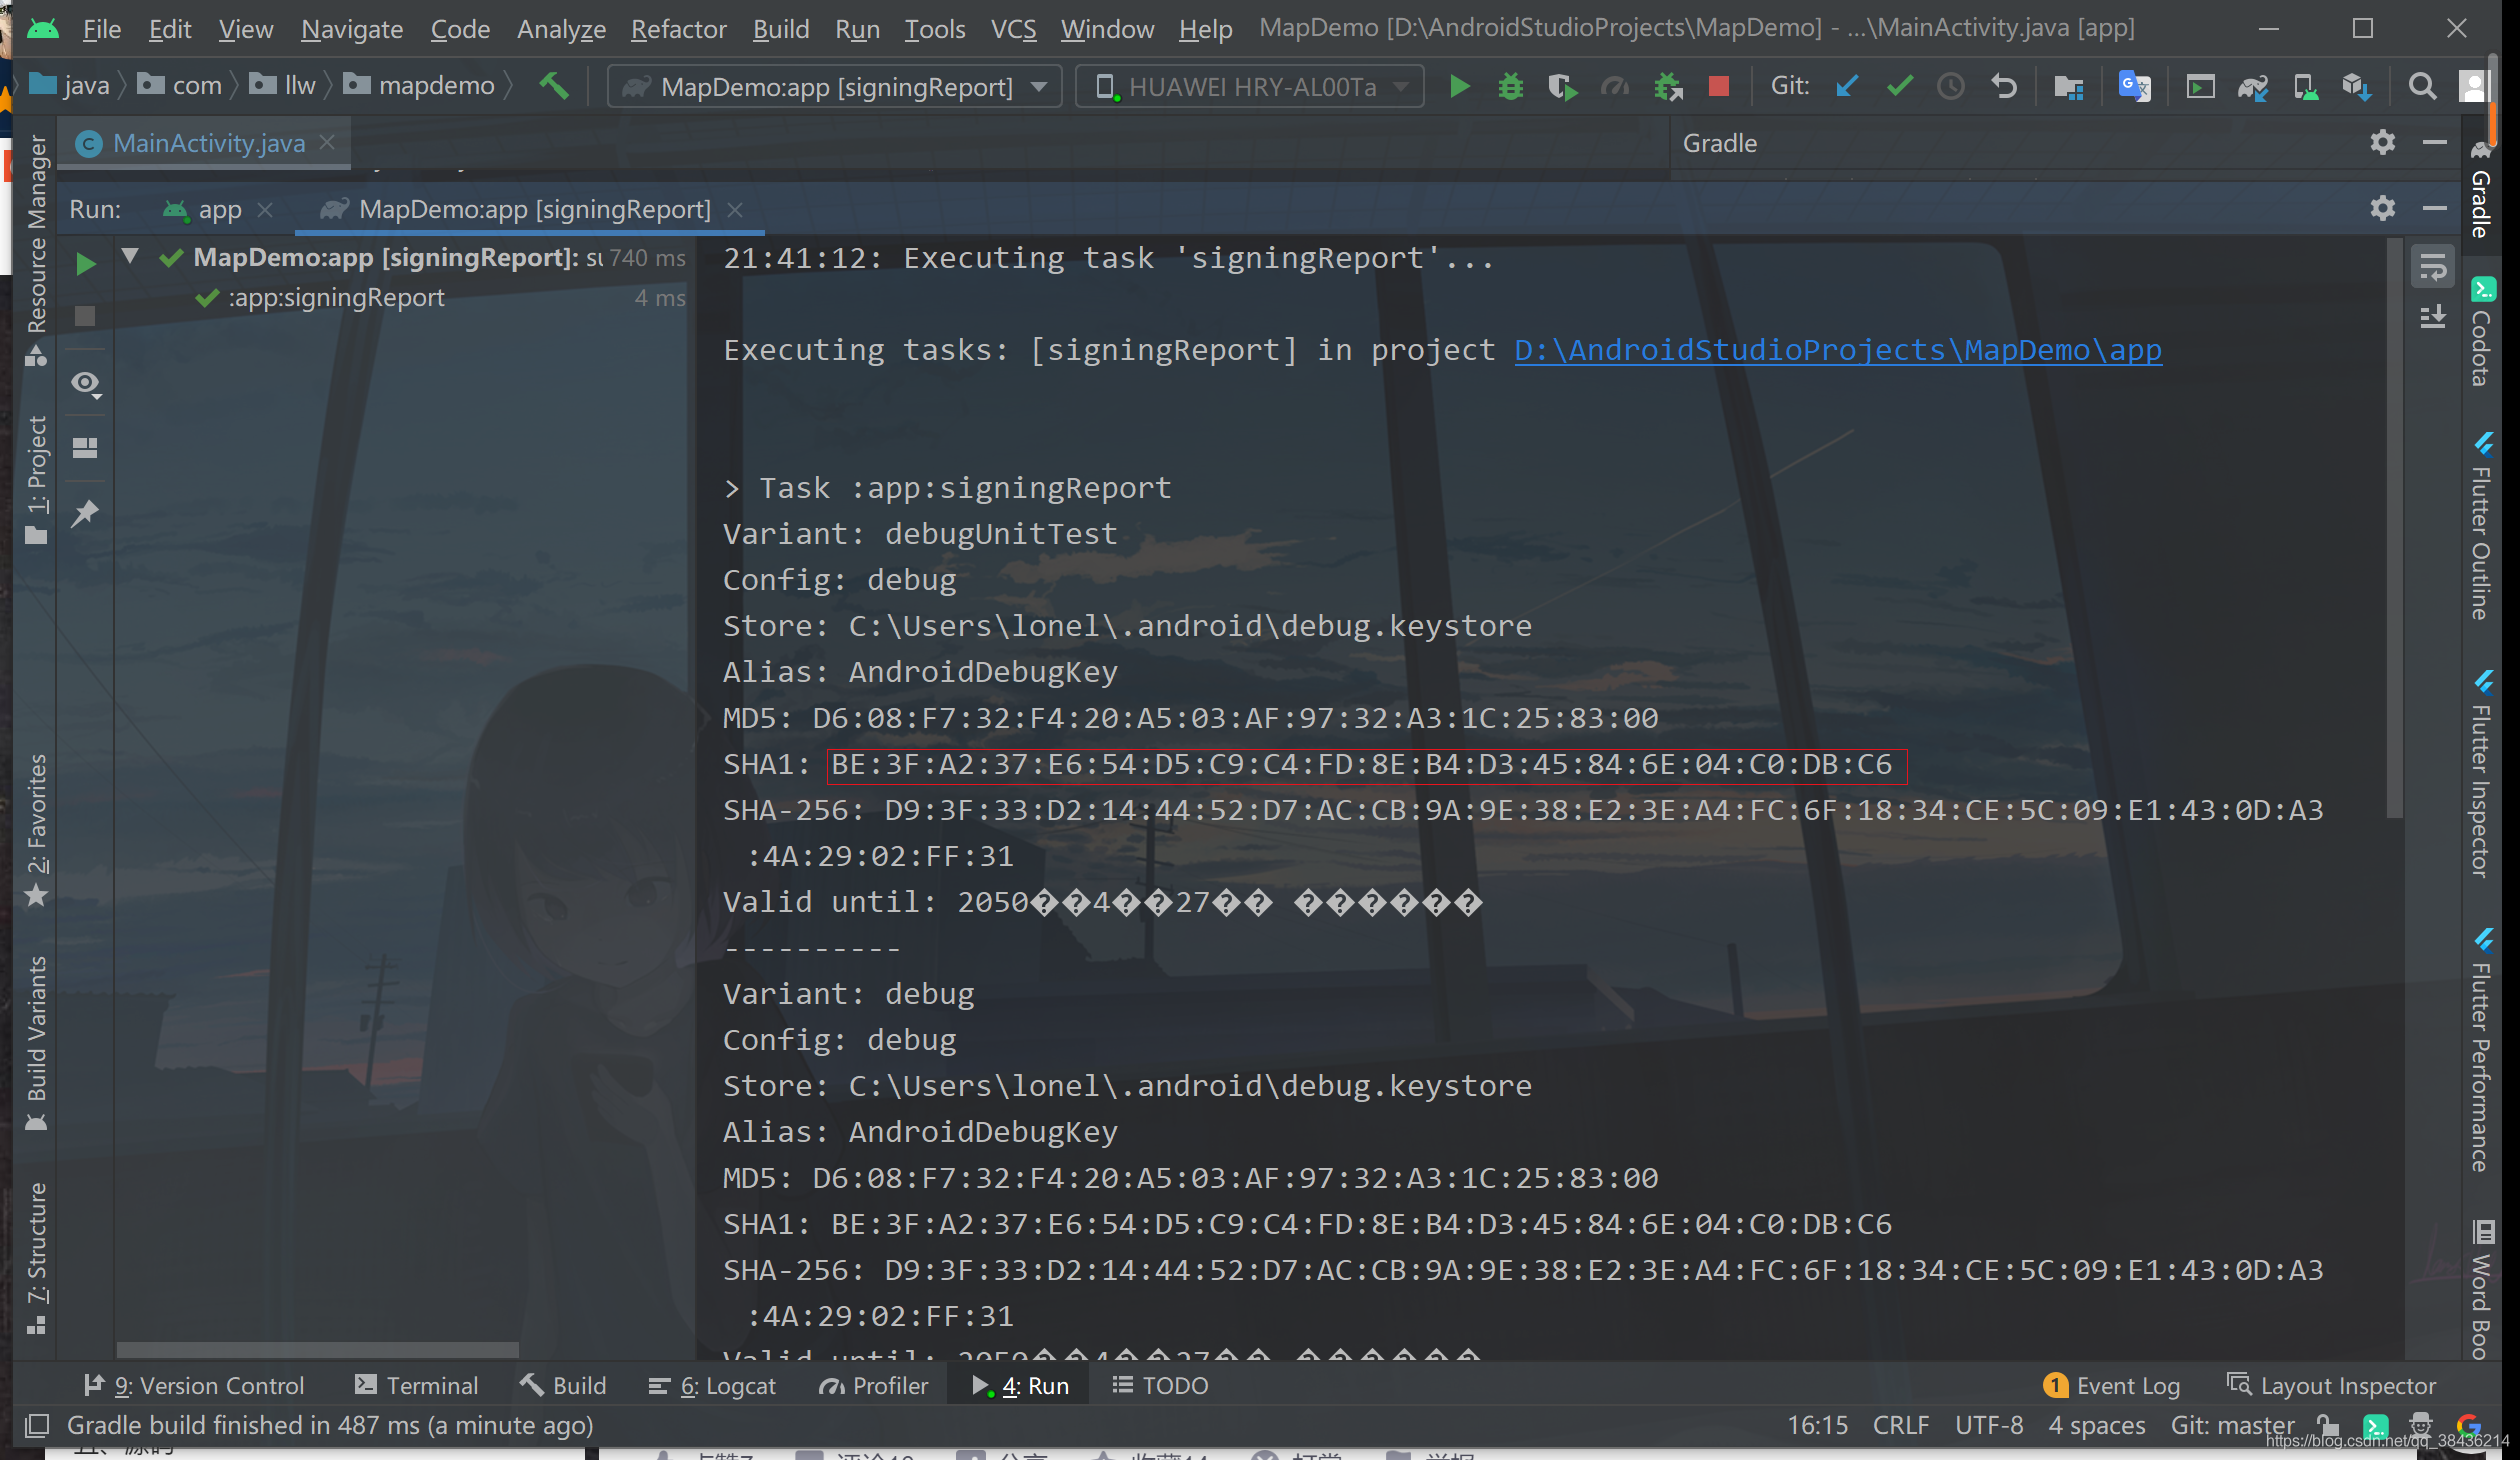 File Edit View Navigate Code Analyze Refactor Build Run Tools VCS Window Help MapDemo [D:\AndroidStudioProjects\MapDemo] - ...\MainActivity.java [app]
java com llw mapdemo MapDemo:app [signingReport] HUAWEI HRY-AL00Ta Git:
MainActivity.java Gradle
Run: app MapDemo:app [signingReport]
MapDemo:app [signingReport]: su 740 ms
:app:signingReport 4 ms
21:41:12: Executing task 'signingReport'...
Executing tasks: [signingReport] in project D:\AndroidStudioProjects\MapDemo\app
> Task :app:signingReport
Variant: debugUnitTest
Config: debug
Store: C:\Users\lonel\.android\debug.keystore
Alias: AndroidDebugKey
MD5: D6:08:F7:32:F4:20:A5:03:AF:97:32:A3:1C:25:83:00
SHA1: BE:3F:A2:37:E6:54:D5:C9:C4:FD:8E:B4:D3:45:84:6E:04:C0:DB:C6
SHA-256: D9:3F:33:D2:14:44:52:D7:AC:CB:9A:9E:38:E2:3E:A4:FC:6F:18:34:CE:5C:09:E1:43:0D:A3
:4A:29:02:FF:31
Valid until: 2050��4��27�� ������
----------
Variant: debug
Config: debug
Store: C:\Users\lonel\.android\debug.keystore
Alias: AndroidDebugKey
MD5: D6:08:F7:32:F4:20:A5:03:AF:97:32:A3:1C:25:83:00
SHA1: BE:3F:A2:37:E6:54:D5:C9:C4:FD:8E:B4:D3:45:84:6E:04:C0:DB:C6
SHA-256: D9:3F:33:D2:14:44:52:D7:AC:CB:9A:9E:38:E2:3E:A4:FC:6F:18:34:CE:5C:09:E1:43:0D:A3
:4A:29:02:FF:31
Valid until: 2050��4��27�� ������
Resource Manager
1: Project
2: Favorites
Build Variants
7: Structure
Gradle
Codota
Flutter Outline
Flutter Inspector
Flutter Performance
Word Boo
9: Version Control Terminal Build 6: Logcat Profiler 4: Run TODO 1 Event Log Layout Inspector
Gradle build finished in 487 ms (a minute ago) 16:15 CRLF UTF-8 4 spaces Git: master
https://blog.csdn.net/qq_38436214